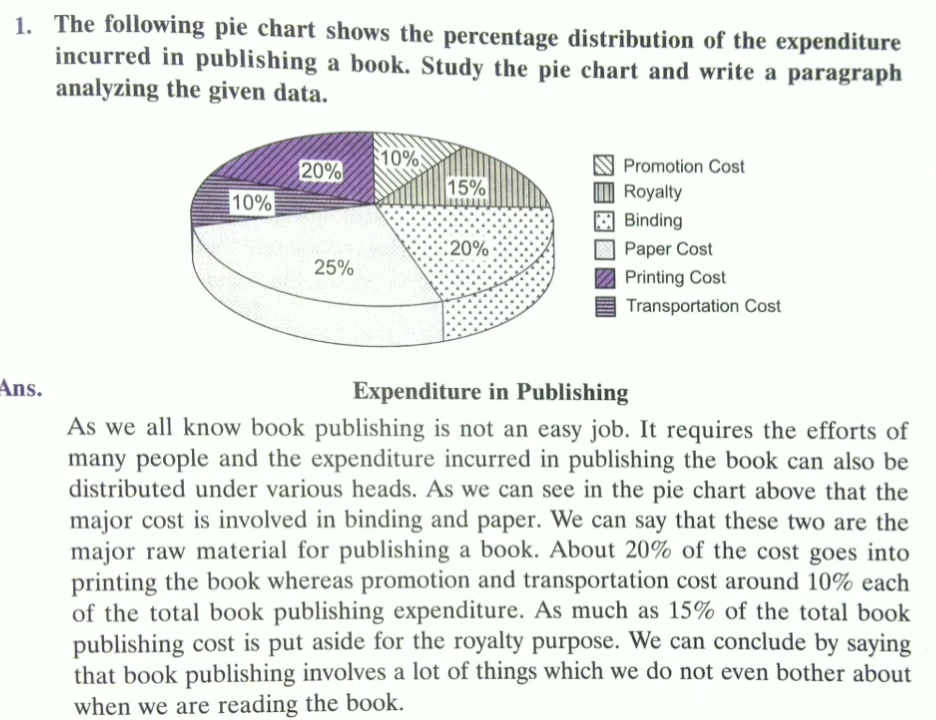 1. The following pie chart shows the percentage distribution of the expenditure
incurred in publishing a book. Study the pie chart and write a paragraph
analyzing the given data.
20%
10%
15%
10%
20%
25%
Promotion Cost
Royalty
Binding
Paper Cost
Printing Cost
Transportation Cost
Ans.
Expenditure in Publishing
As we all know book publishing is not an easy job. It requires the efforts of
many people and the expenditure incurred in publishing the book can also be
distributed under various heads. As we can see in the pie chart above that the
major cost is involved in binding and paper. We can say that these two are the
major raw material for publishing a book. About 20% of the cost goes into
printing the book whereas promotion and transportation cost around 10% each
of the total book publishing expenditure. As much as 15% of the total book
publishing cost is put aside for the royalty purpose. We can conclude by saying
that book publishing involves a lot of things which we do not even bother about
when we are reading the book.